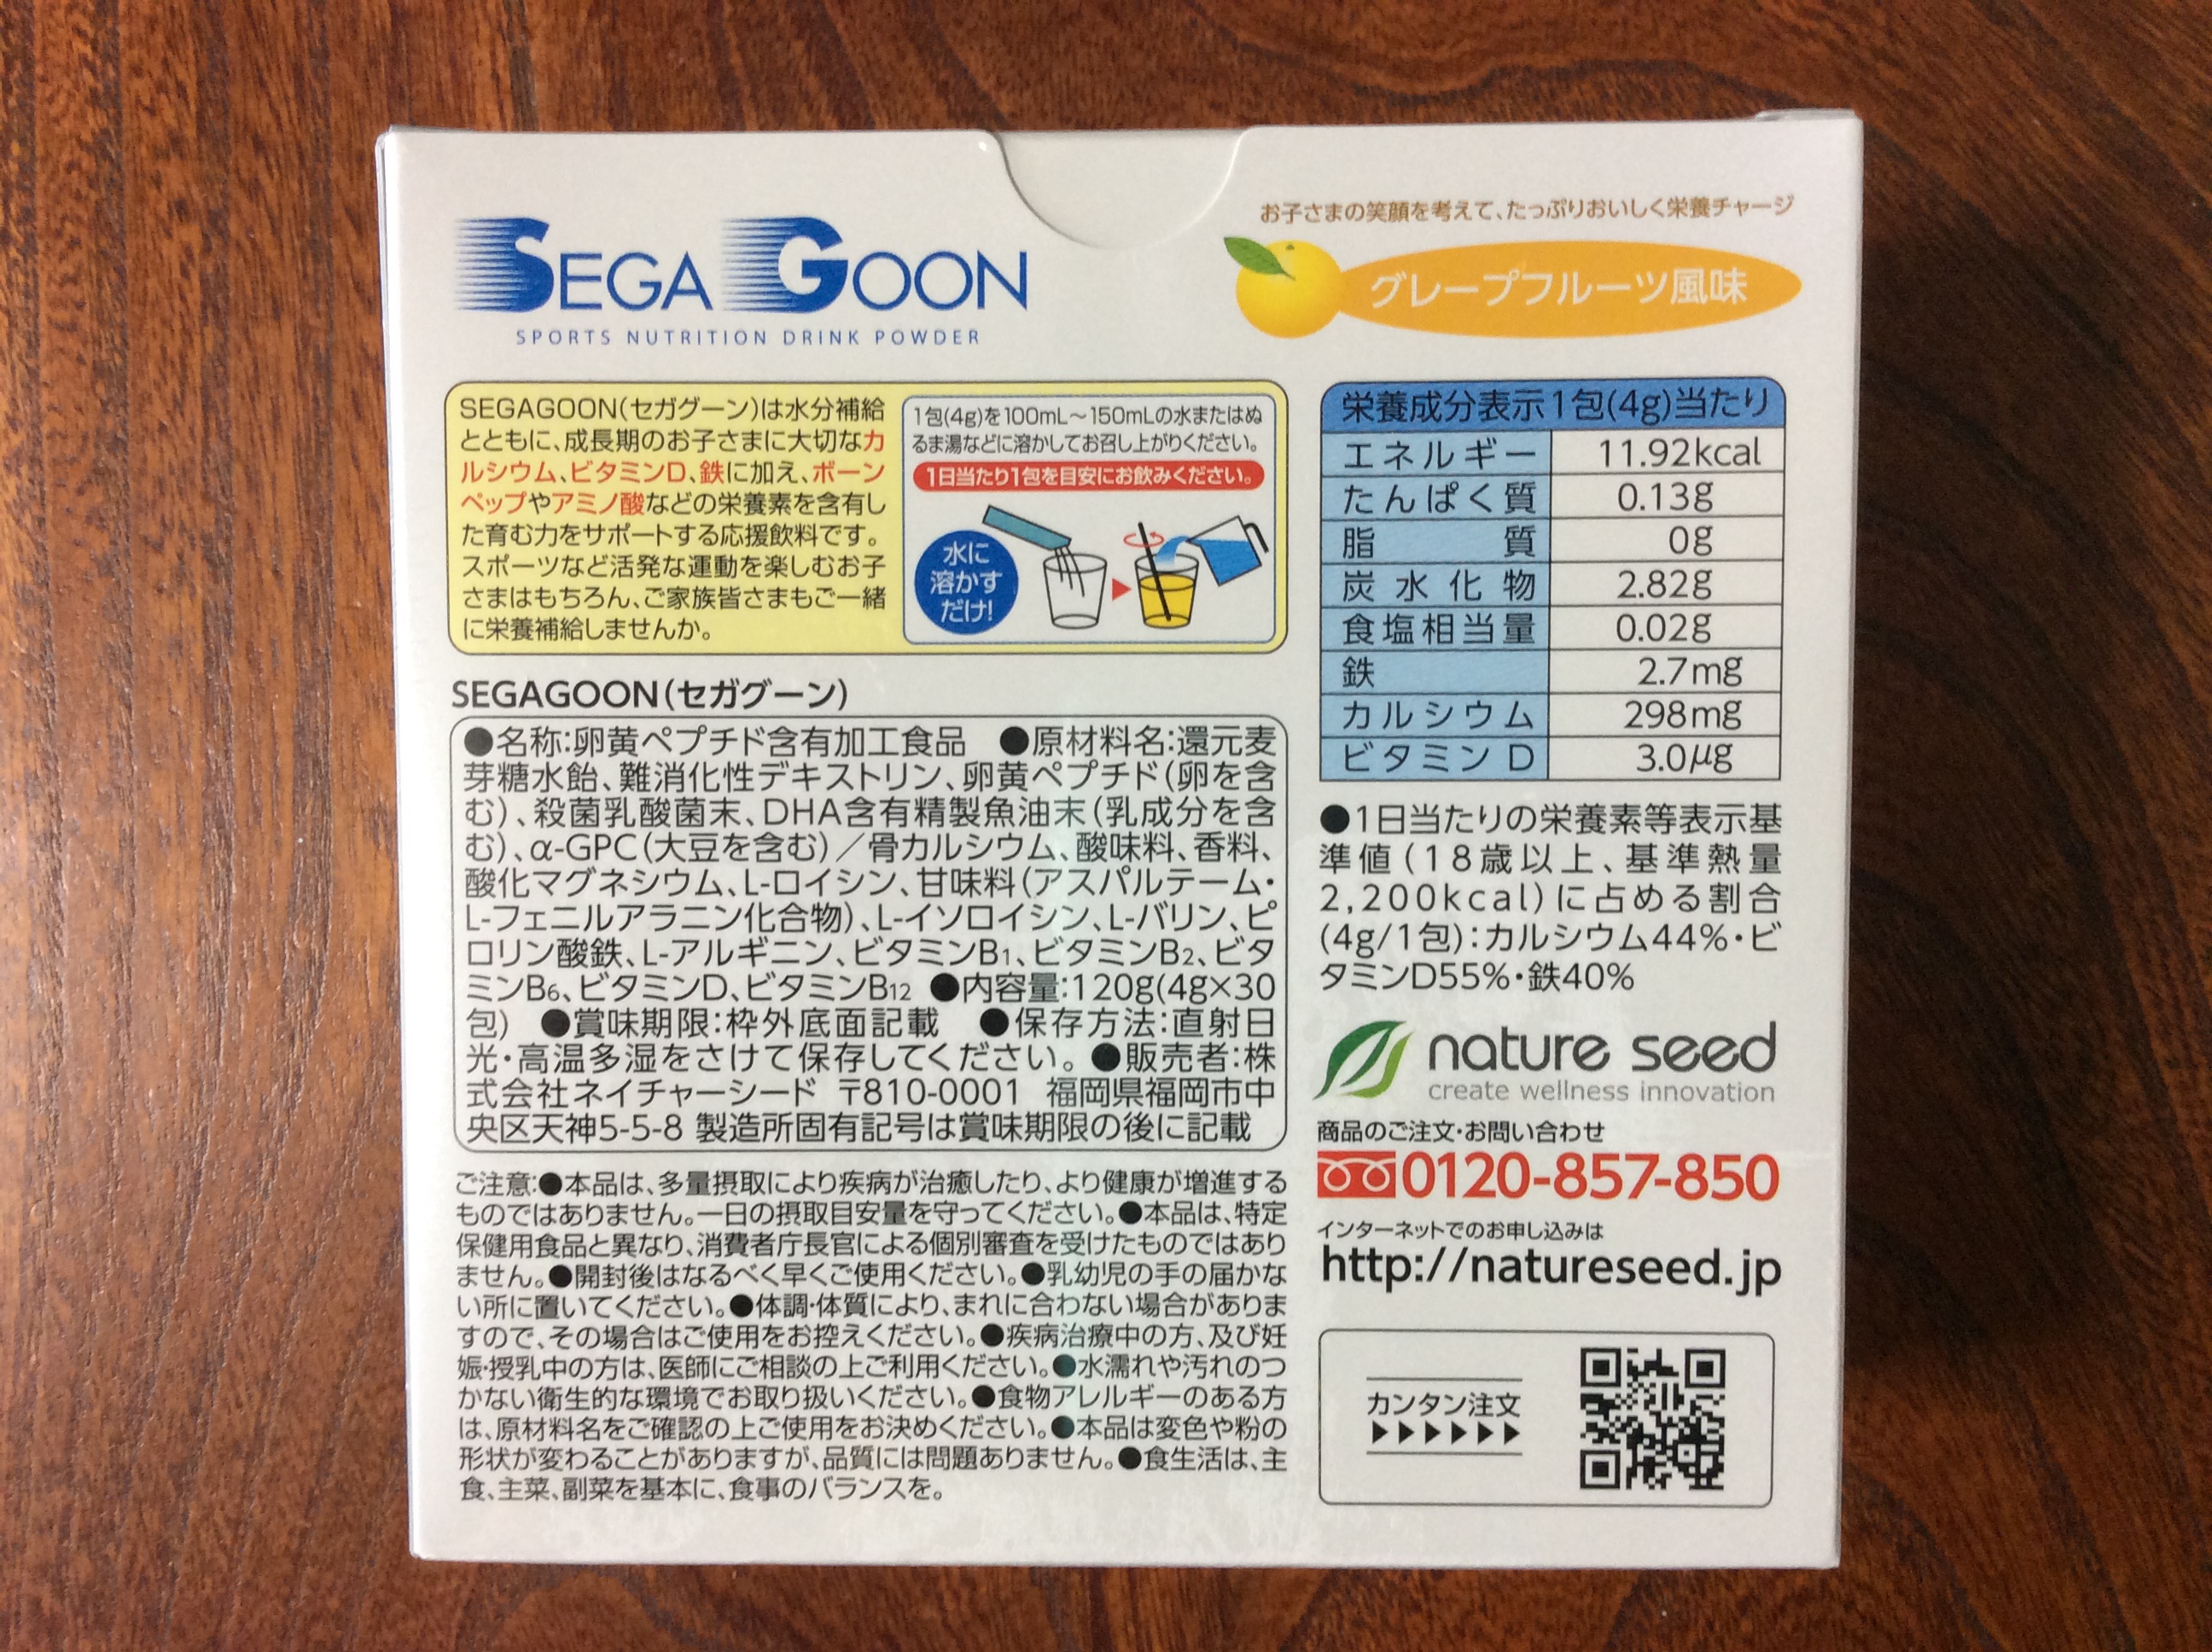 SEGA GOON
SPORTS NUTRITION DRINK POWDER
お子さまの笑顔を考えて、たっぷりおいしく栄養チャージ
グレープフルーツ風味
SEGAGOON(セガグーン)は水分補給
とともに、成長期のお子さまに大切なカ
ルシウム、ビタミンD、鉄に加え、ボーン
ペップやアミノ酸などの栄養素を含有し
た育む力をサポートする応援飲料です。
スポーツなど活発な運動を楽しむお子
さまはもちろん、ご家族皆さまもご一緒
に栄養補給しませんか。
1包(4g)を100mL～150mLの水またはぬ
るま湯などに溶かしてお召し上がりください。
1日当たり1包を目安にお飲みください。
水に
溶かす
だけ!
SEGAGOON(セガグーン)
●名称:卵黄ペプチド含有加工食品 ●原材料名:還元麦
芽糖水飴、難消化性デキストリン、卵黄ペプチド(卵を含
む)、殺菌乳酸菌末、DHA含有精製魚油末(乳成分を含
む)、α-GPC(大豆を含む)／骨カルシウム、酸味料、香料、
酸化マグネシウム、L-ロイシン、甘味料(アスパルテーム・
L-フェニルアラニン化合物)、L-イソロイシン、L-バリン、ピ
ロリン酸鉄、L-アルギニン、ビタミンB1、ビタミンB2、ビタ
ミンB6、ビタミンD、ビタミンB12 ●内容量:120g(4g×30
包) ●賞味期限:枠外底面記載 ●保存方法:直射日
光・高温多湿をさけて保存してください。●販売者:株
式会社ネイチャーシード 〒810-0001 福岡県福岡市中
央区天神5-5-8 製造所固有記号は賞味期限の後に記載
ご注意:●本品は、多量摂取により疾病が治癒したり、より健康が増進する
ものではありません。一日の摂取目安量を守ってください。●本品は、特定
保健用食品と異なり、消費者庁長官による個別審査を受けたものではあり
ません。●開封後はなるべく早くご使用ください。●乳幼児の手の届かな
い所に置いてください。●体調・体質により、まれに合わない場合がありま
すので、その場合はご使用をお控えください。●疾病治療中の方、及び妊
娠・授乳中の方は、医師にご相談の上ご利用ください。●水濡れや汚れのつ
かない衛生的な環境でお取り扱いください。●食物アレルギーのある方
は、原材料名をご確認の上ご使用をお決めください。●本品は変色や粉の
形状が変わることがありますが、品質には問題ありません。●食生活は、主
食、主菜、副菜を基本に、食事のバランスを。
栄養成分表示1包(4g)当たり
エネルギー 11.92kcal
たんぱく質 0.13g
脂質 0g
炭水化物 2.82g
食塩相当量 0.02g
鉄 2.7mg
カルシウム 298mg
ビタミンD 3.0μg
●1日当たりの栄養素等表示基
準値(18歳以上、基準熱量
2,200kcal)に占める割合
(4g/1包):カルシウム44%・ビ
タミンD55%・鉄40%
nature seed
create wellness innovation
商品のご注文・お問い合わせ
0120-857-850
インターネットでのお申し込みは
http://natureseed.jp
カンタン注文
▶▶▶▶▶▶